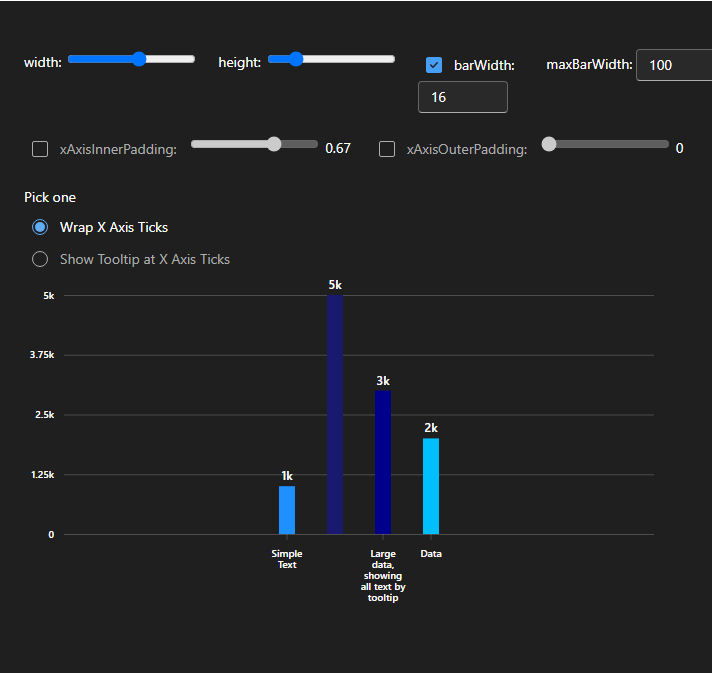 width:
height:
barWidth:
16
maxBarWidth:
100
xAxisInnerPadding:
0.67
xAxisOuterPadding:
0
Pick one
Wrap X Axis Ticks
Show Tooltip at X Axis Ticks
5k
5k
3.75k
3k
2.5k
2k
1.25k
1k
0
Simple
Text
Large
data,
showing
all text by
tooltip
Data